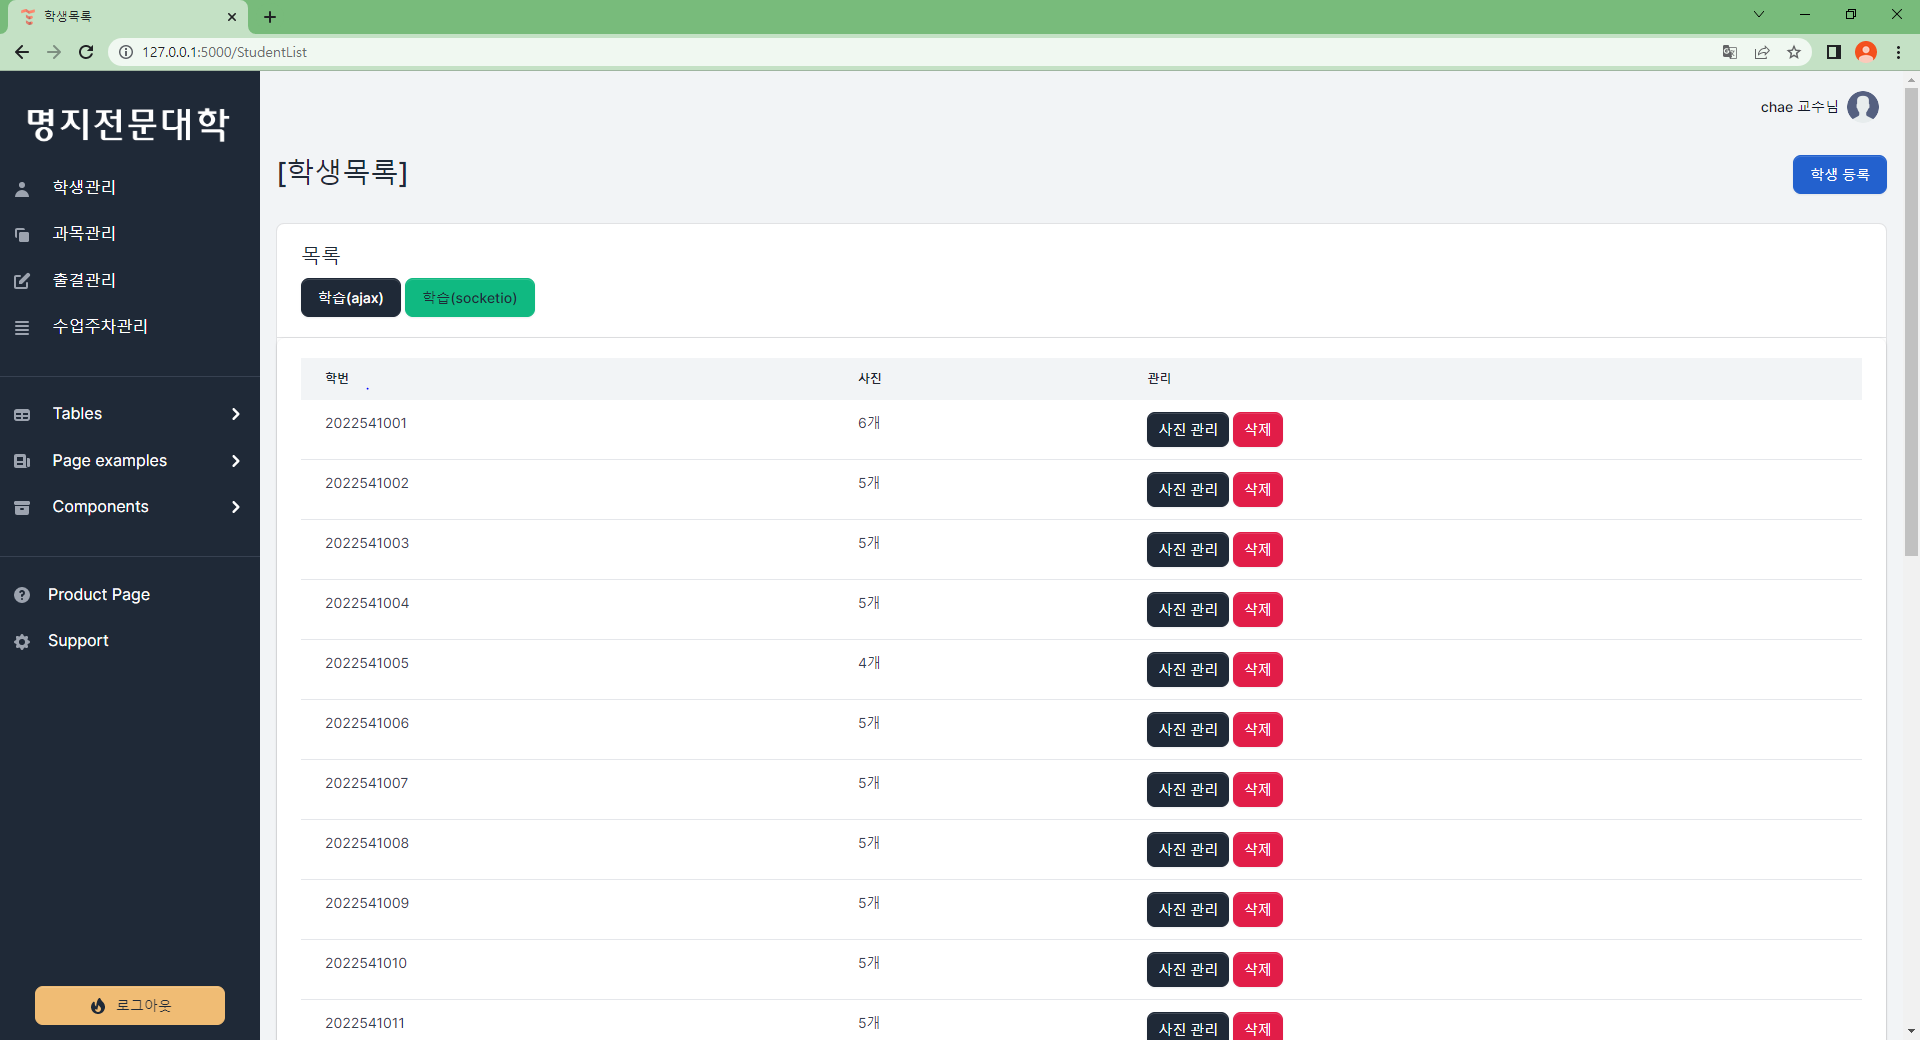 학생목록
127.0.0.1:5000/StudentList
명지전문대학
chae 교수님
학생관리
과목관리
출결관리
수업주차관리
Tables
Page examples
Components
Product Page
Support
로그아웃
[학생목록]
학생 등록
목록
학습(ajax) 학습(socketio)
학번 사진 관리
2022541001 6개 사진 관리 삭제
2022541002 5개 사진 관리 삭제
2022541003 5개 사진 관리 삭제
2022541004 5개 사진 관리 삭제
2022541005 4개 사진 관리 삭제
2022541006 5개 사진 관리 삭제
2022541007 5개 사진 관리 삭제
2022541008 5개 사진 관리 삭제
2022541009 5개 사진 관리 삭제
2022541010 5개 사진 관리 삭제
2022541011 5개 사진 관리 삭제